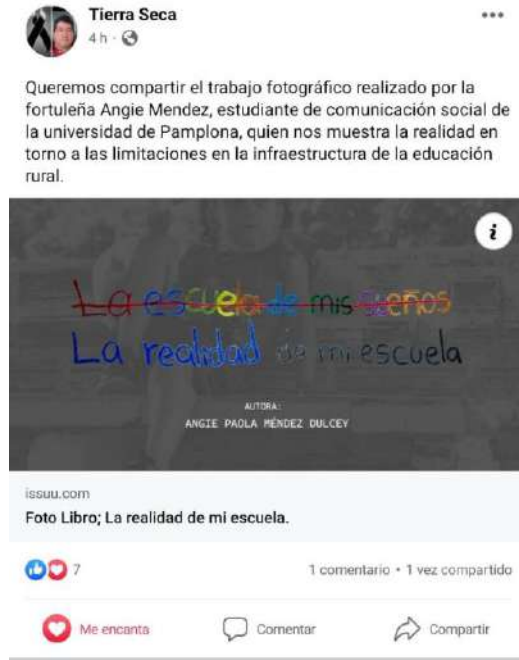 Tierra Seca
4 h
Queremos compartir el trabajo fotográfico realizado por la
fortuleña Angie Mendez, estudiante de comunicación social de
la universidad de Pamplona, quien nos muestra la realidad en
torno a las limitaciones en la infraestructura de la educación
rural.
i
La escuela de mis sueños
La realidad de mi escuela
AUTORA:
ANGIE PAOLA MÉNDEZ DULCEY
issuu.com
Foto Libro; La realidad de mi escuela.
7
1 comentario • 1 vez compartido
Me encanta
Comentar
Compartir